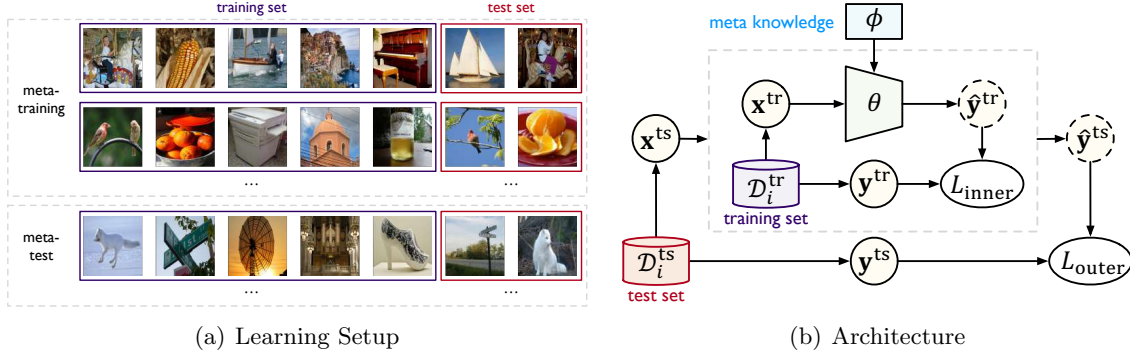 training set
test set
meta-
training
...
...
meta-
test
...
...
(a) Learning Setup
meta knowledge
ϕ
x^tr
θ
ŷ^tr
x^ts
ŷ^ts
D_i^tr
y^tr
L_inner
training set
D_i^ts
y^ts
L_outer
test set
(b) Architecture